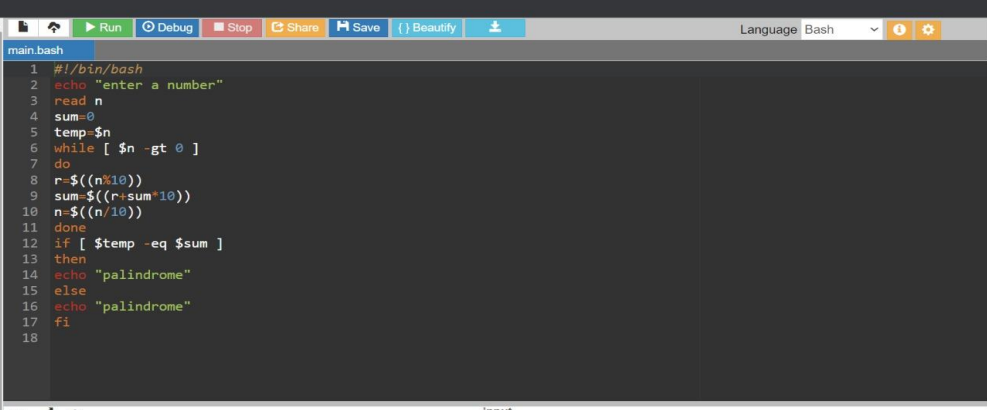 Run Debug Stop Share Save { } Beautify Language Bash
main.bash
1 #!/bin/bash
2 echo "enter a number"
3 read n
4 sum=0
5 temp=$n
6 while [ $n -gt 0 ]
7 do
8 r=$((n%10))
9 sum=$((r+sum*10))
10 n=$((n/10))
11 done
12 if [ $temp -eq $sum ]
13 then
14 echo "palindrome"
15 else
16 echo "palindrome"
17 fi
18
input